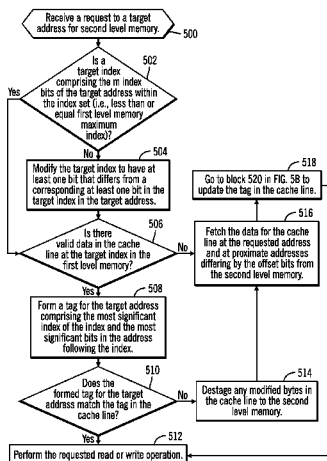 Receive a request to a target
address for second level memory.
500
Is a
target index
comprising the m index
bits of the target address within
the index set (i.e., less than or
equal first level memory
maximum
index)?
502
Yes
No
504
Modify the target index to have at
least one bit that differs from a
corresponding at least one bit in the
target index in the target address.
506
Is there
valid data in the cache
line at the target index in the
first level memory?
No
Yes
508
Form a tag for the target address
comprising the most significant
index of the index and the most
significant bits in the address
following the index.
510
Does the
formed tag for the target
address match the tag in the
cache line?
No
Yes
512
Perform the requested read or write operation.
518
Go to block 520 in FIG. 5B to
update the tag in the cache line.
516
Fetch the data for the cache
line at the requested address
and at proximate addresses
differing by the offset bits from
the second level memory.
514
Destage any modified bytes in
the cache line to the second
level memory.